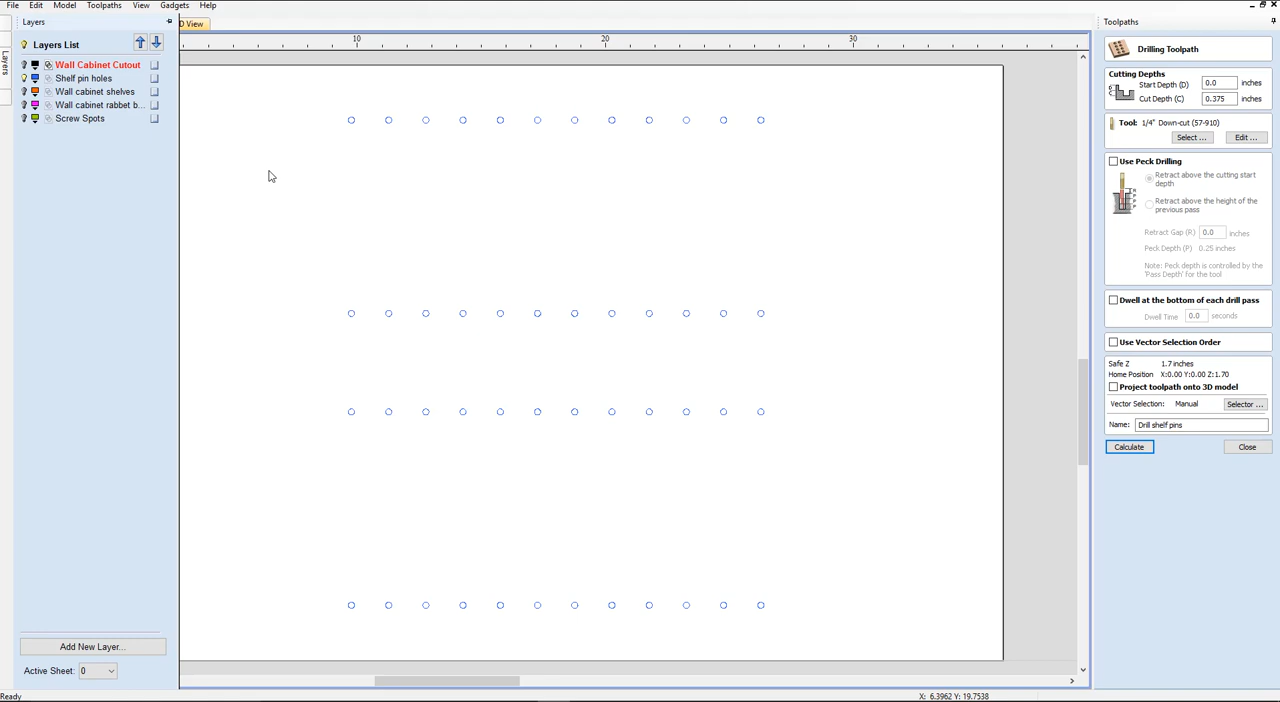 File Edit Model Toolpaths View Gadgets Help
Layers
D View
Toolpaths
Layers List
10 20 30
Drilling Toolpath
Layers
Wall Cabinet Cutout
Shelf pin holes
Wall cabinet shelves
Wall cabinet rabbet b...
Screw Spots
Cutting Depths
Start Depth (D) 0.0 inches
Cut Depth (C) 0.375 inches
Tool: 1/4" Down-cut (57-910)
Select ... Edit ...
Use Peck Drilling
Retract above the cutting start
depth
Retract above the height of the
previous pass
Retract Gap (R) 0.0 inches
Peck Depth (P) 0.25 inches
Note: Peck depth is controlled by the
'Pass Depth' for the tool
Dwell at the bottom of each drill pass
Dwell Time 0.0 seconds
Use Vector Selection Order
Safe Z 1.7 inches
Home Position X:0.00 Y:0.00 Z:1.70
Project toolpath onto 3D model
Vector Selection: Manual Selector ...
Name: Drill shelf pins
Calculate Close
Add New Layer...
Active Sheet: 0
Ready
X: 6.3962 Y: 19.7538